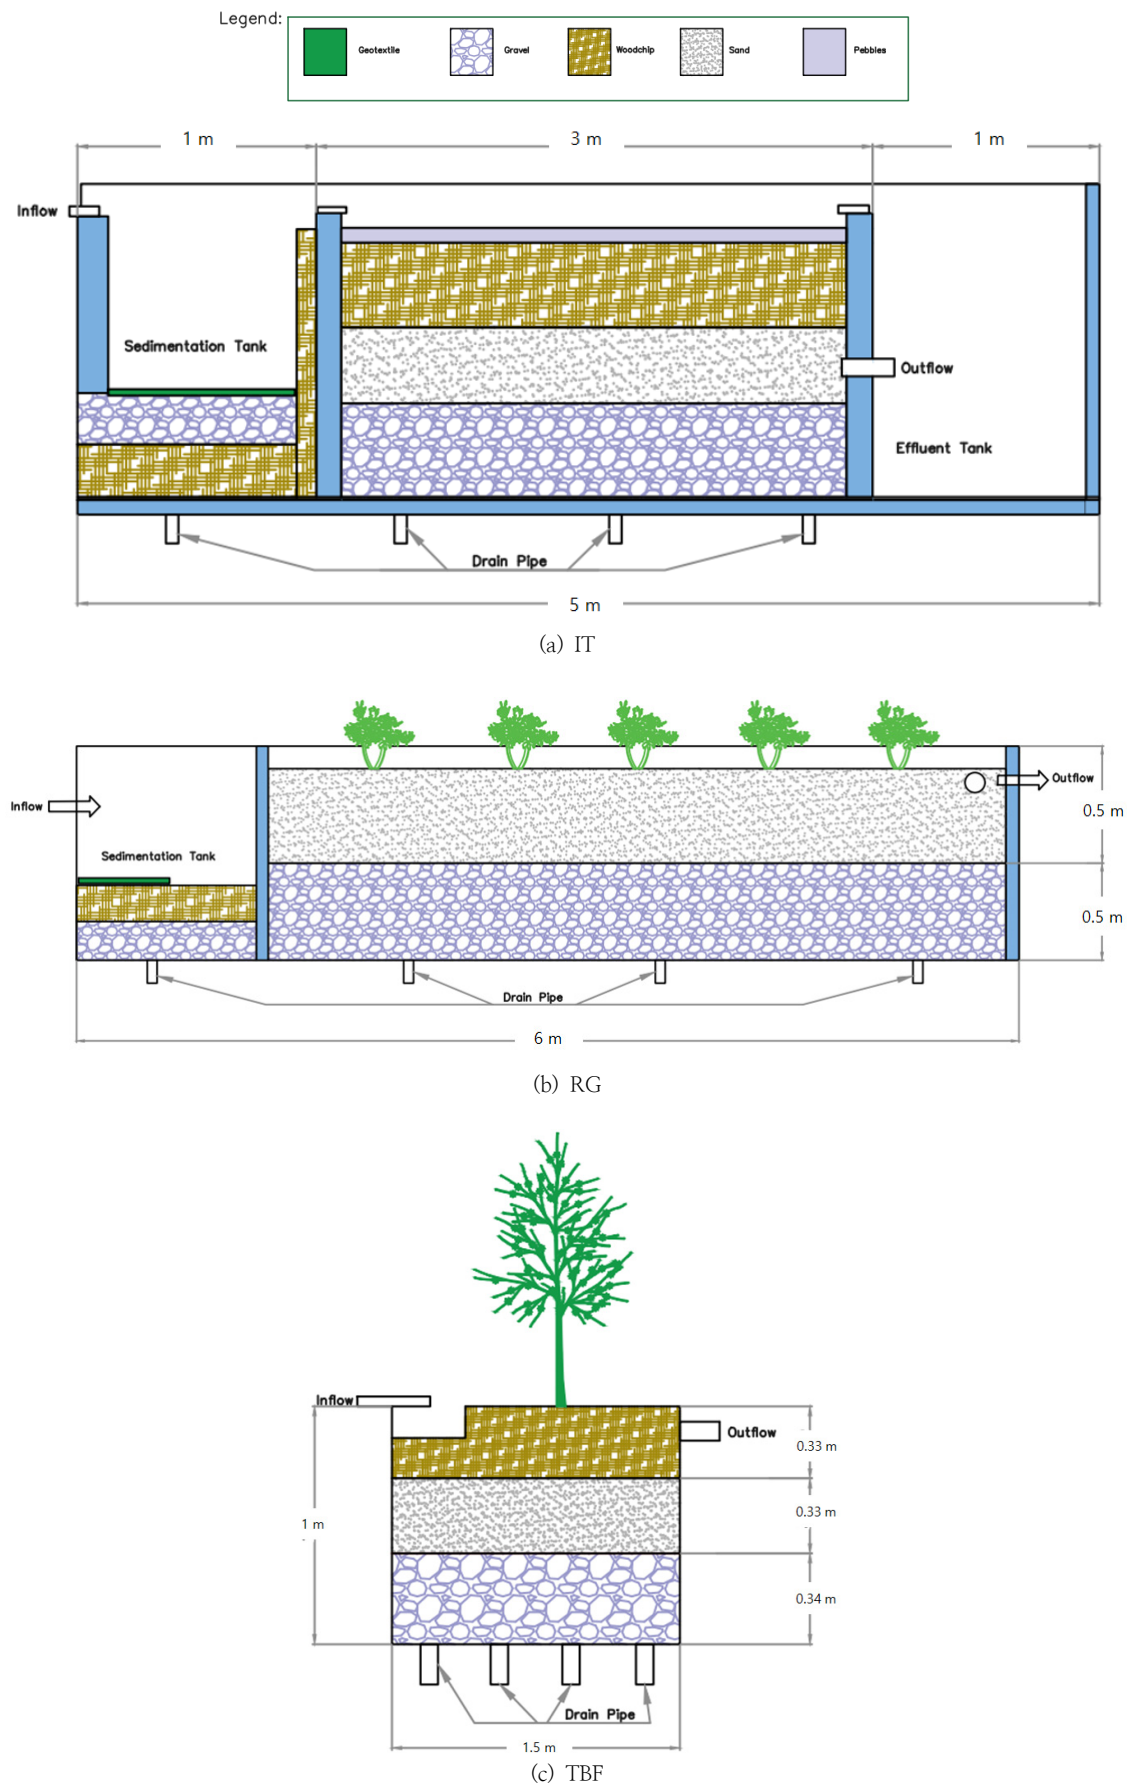 Legend:
Geotextile Gravel Woodchip Sand Pebbles
1 m 3 m 1 m
Inflow
Sedimentation Tank
Outflow
Effluent Tank
Drain Pipe
5 m
(a) IT
Inflow
Outflow
0.5 m
Sedimentation Tank
0.5 m
Drain Pipe
6 m
(b) RG
Inflow
Outflow
0.33 m
0.33 m
1 m
0.34 m
Drain Pipe
1.5 m
(c) TBF